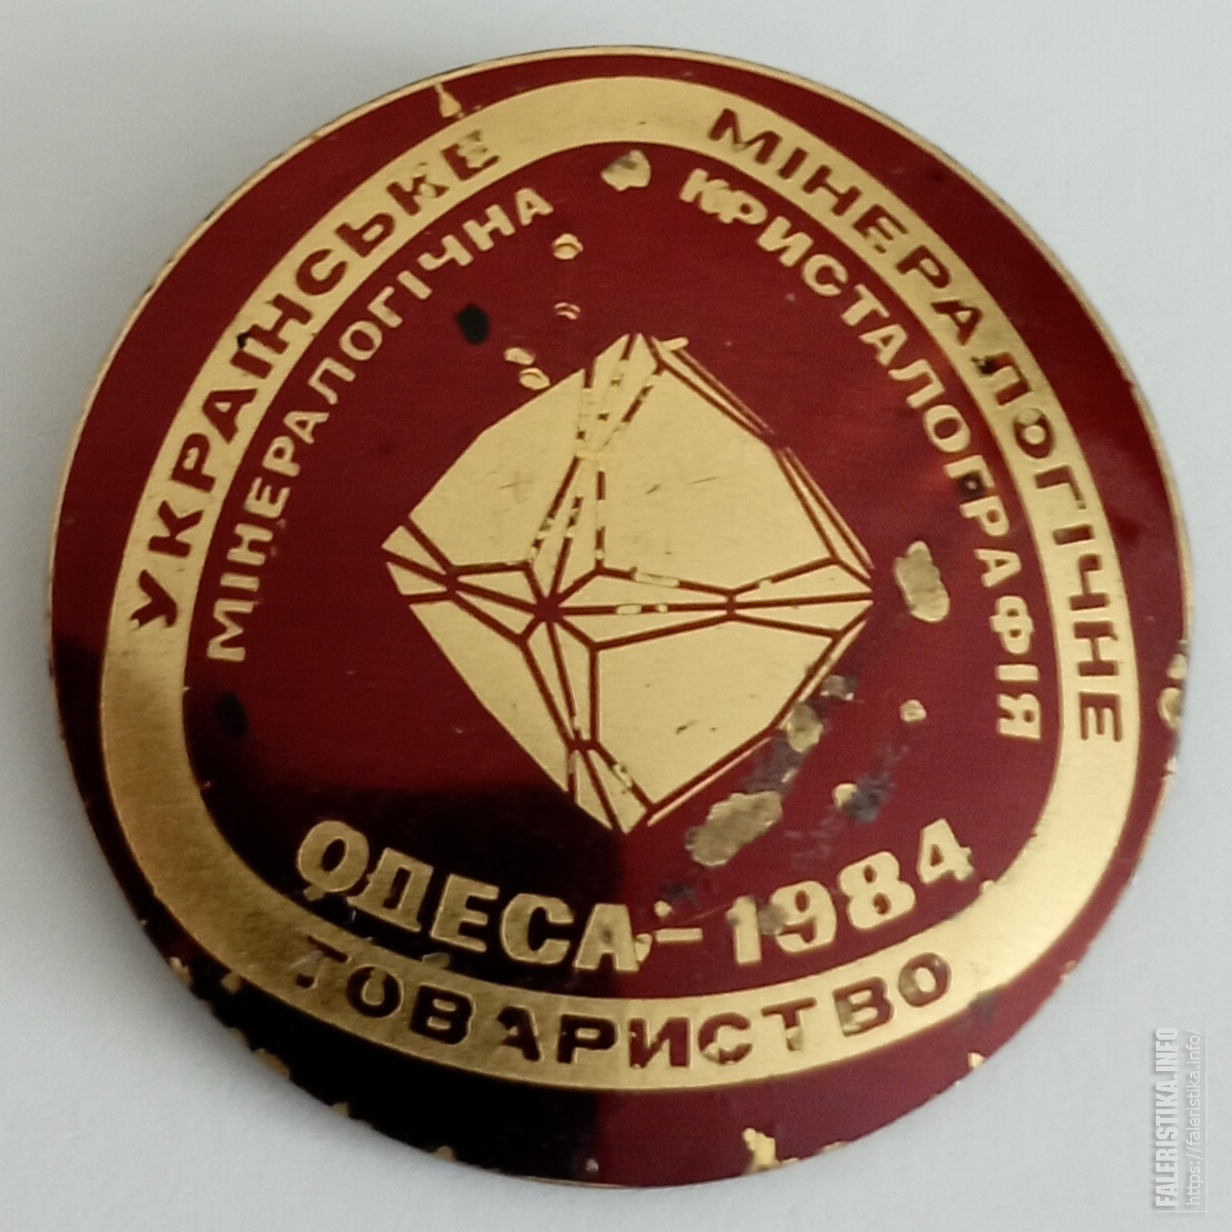 УКРАЇНСЬКЕ МІНЕРАЛОГІЧНЕ
МІНЕРАЛОГІЧНА КРИСТАЛОГРАФІЯ
ОДЕСА-1984
ТОВАРИСТВО
FALERISTIKA.INFO
https://faleristika.info/